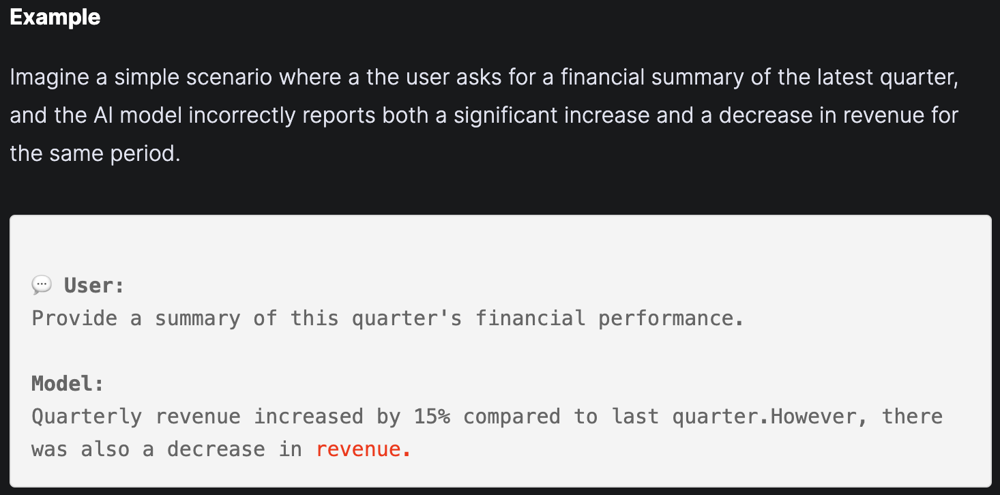 Example
Imagine a simple scenario where a the user asks for a financial summary of the latest quarter,
and the AI model incorrectly reports both a significant increase and a decrease in revenue for
the same period.
💬 User:
Provide a summary of this quarter's financial performance.
Model:
Quarterly revenue increased by 15% compared to last quarter.However, there
was also a decrease in revenue.